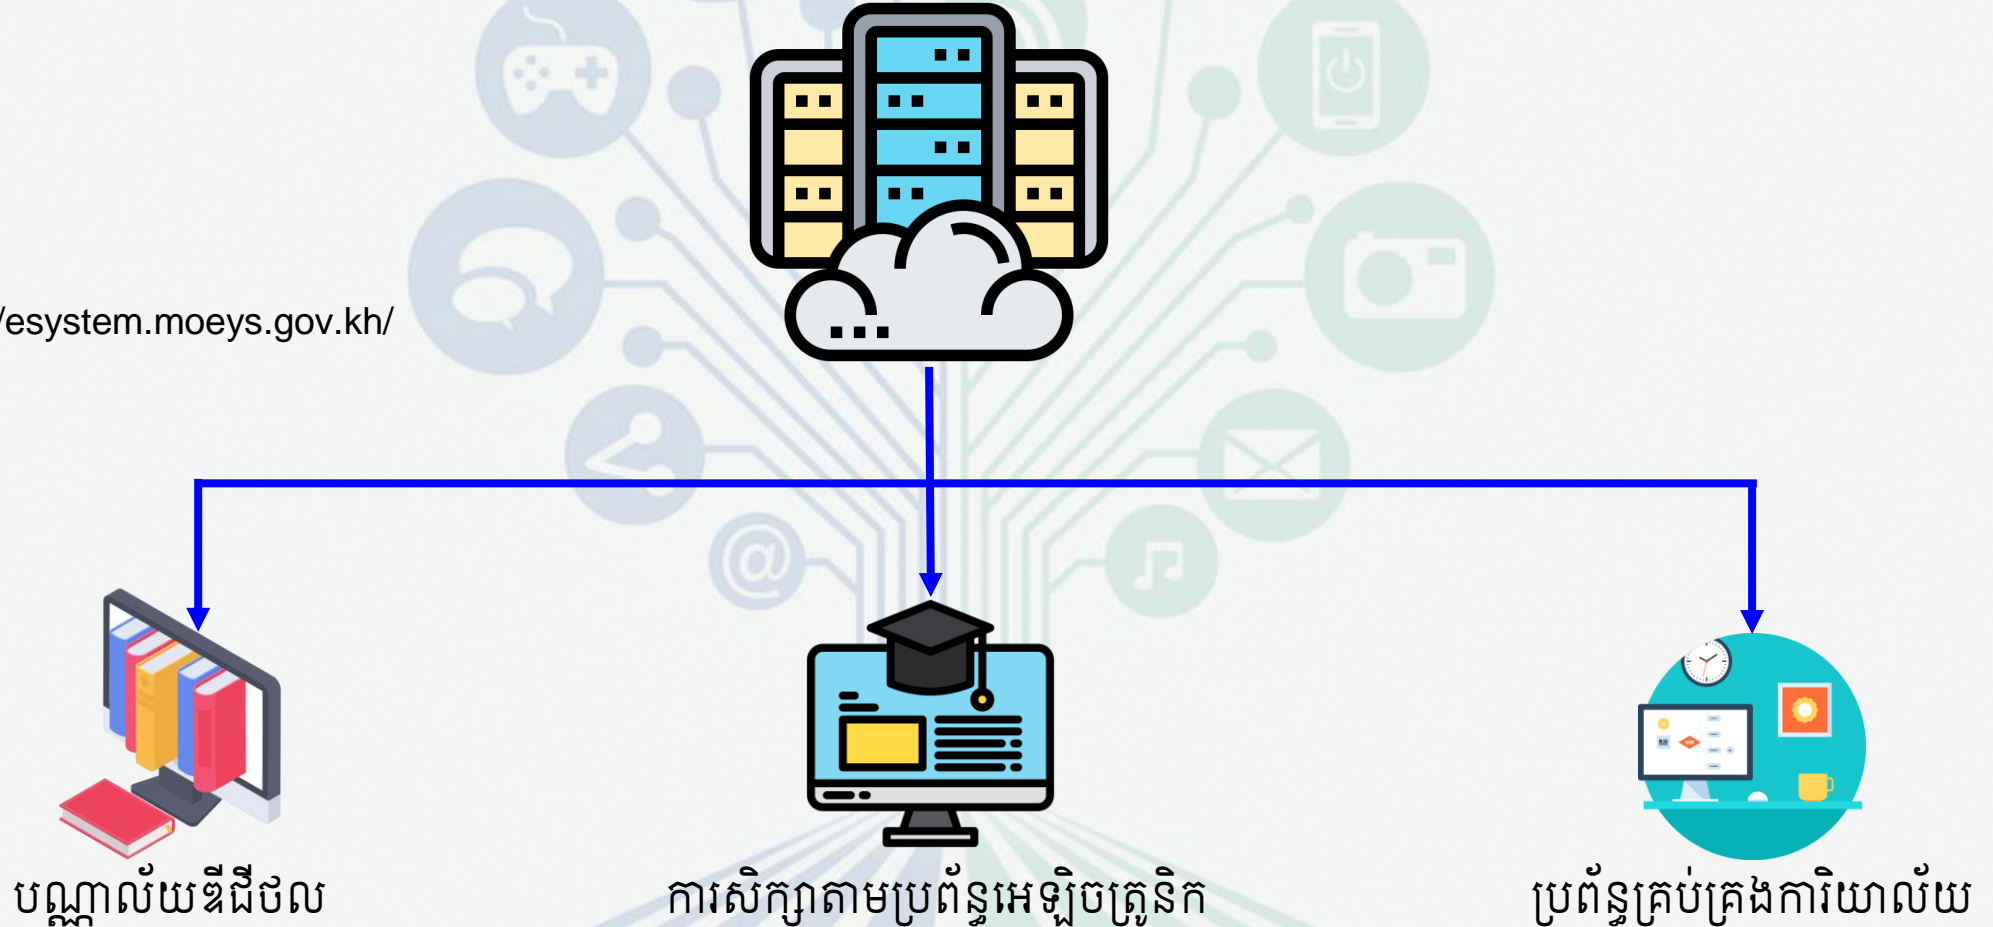 /esystem.moeys.gov.kh/
បណ្ណាល័យឌីជីថល
ការសិក្សាតាមប្រព័ន្ធអេឡិចត្រូនិក
ប្រព័ន្ធគ្រប់គ្រងការិយាល័យ